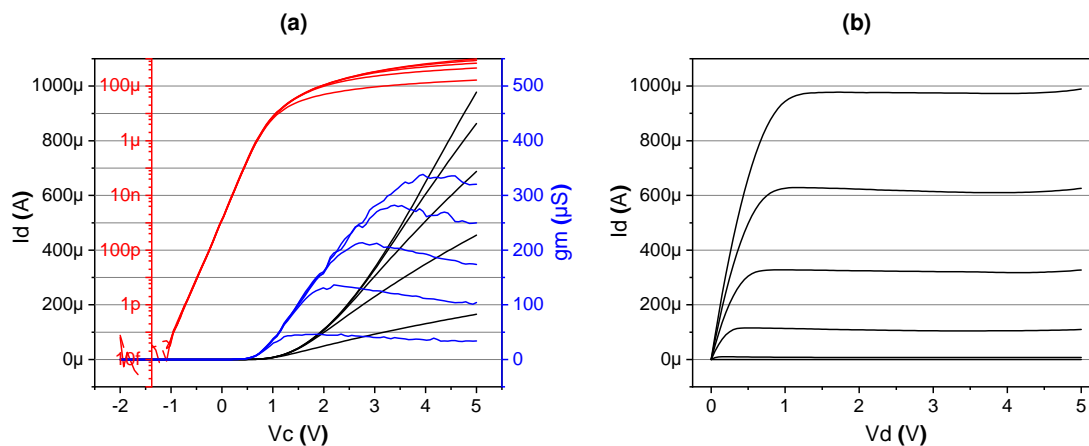 (a)
(b)
1000µ
800µ
600µ
400µ
200µ
0µ
Id (A)
100µ
1µ
10n
100p
1p
10f
500
400
300
200
100
0
gm (µS)
-2 -1 0 1 2 3 4 5
Vc (V)
1000µ
800µ
600µ
400µ
200µ
0µ
Id (A)
0 1 2 3 4 5
Vd (V)